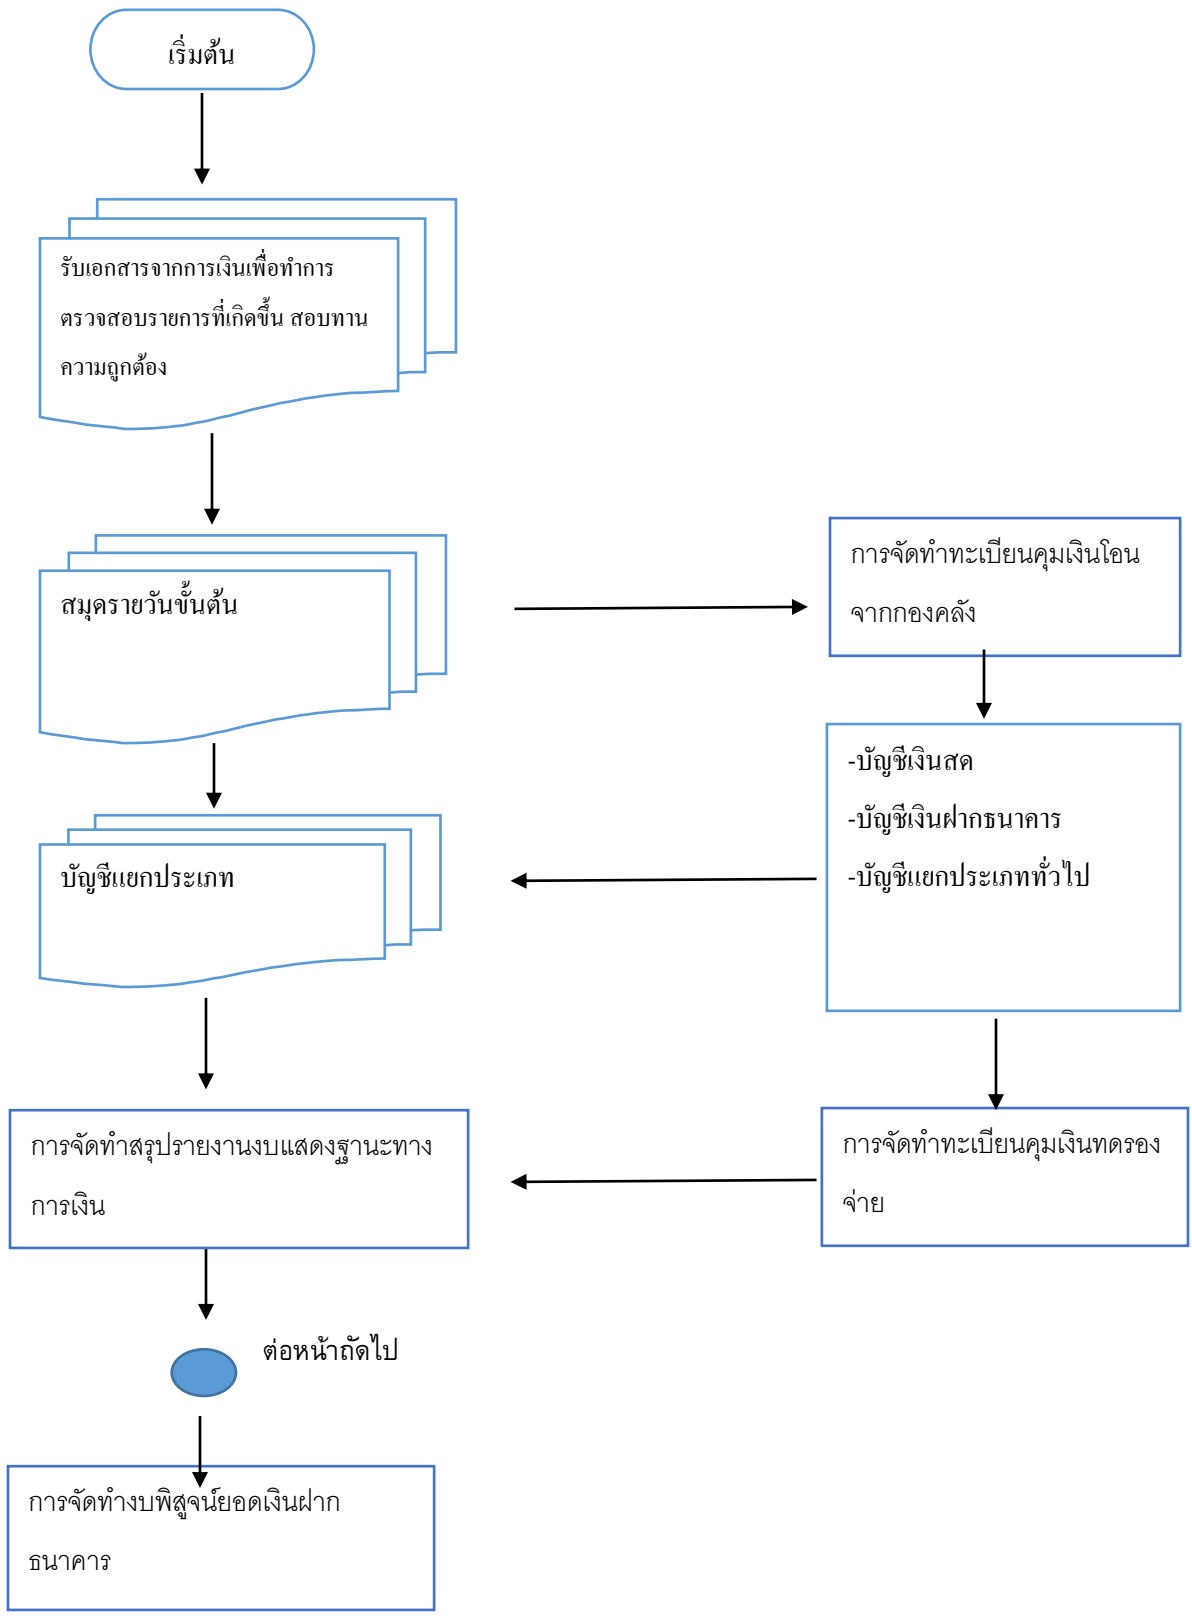 เริ่มต้น
รับเอกสารจากการเงินเพื่อทำการ
ตรวจสอบรายการที่เกิดขึ้น สอบทาน
ความถูกต้อง
สมุดรายวันขั้นต้น
การจัดทำทะเบียนคุมเงินโอน
จากกองคลัง
-บัญชีเงินสด
-บัญชีเงินฝากธนาคาร
-บัญชีแยกประเภททั่วไป
บัญชีแยกประเภท
การจัดทำสรุปรายงานงบแสดงฐานะทาง
การเงิน
การจัดทำทะเบียนคุมเงินทดรอง
จ่าย
ต่อหน้าถัดไป
การจัดทำงบพิสูจน์ยอดเงินฝาก
ธนาคาร